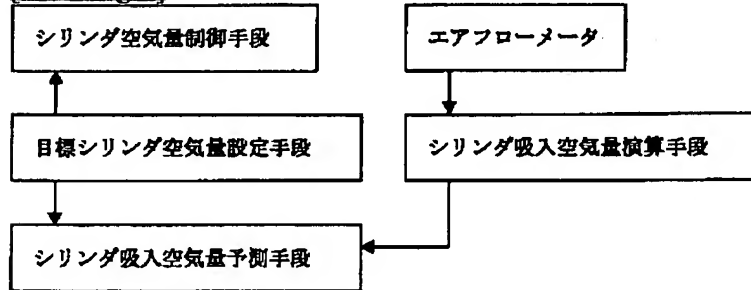 シリンダ空気量制御手段
エアフローメータ
目標シリンダ空気量設定手段
シリンダ吸入空気量演算手段
シリンダ吸入空気量予測手段